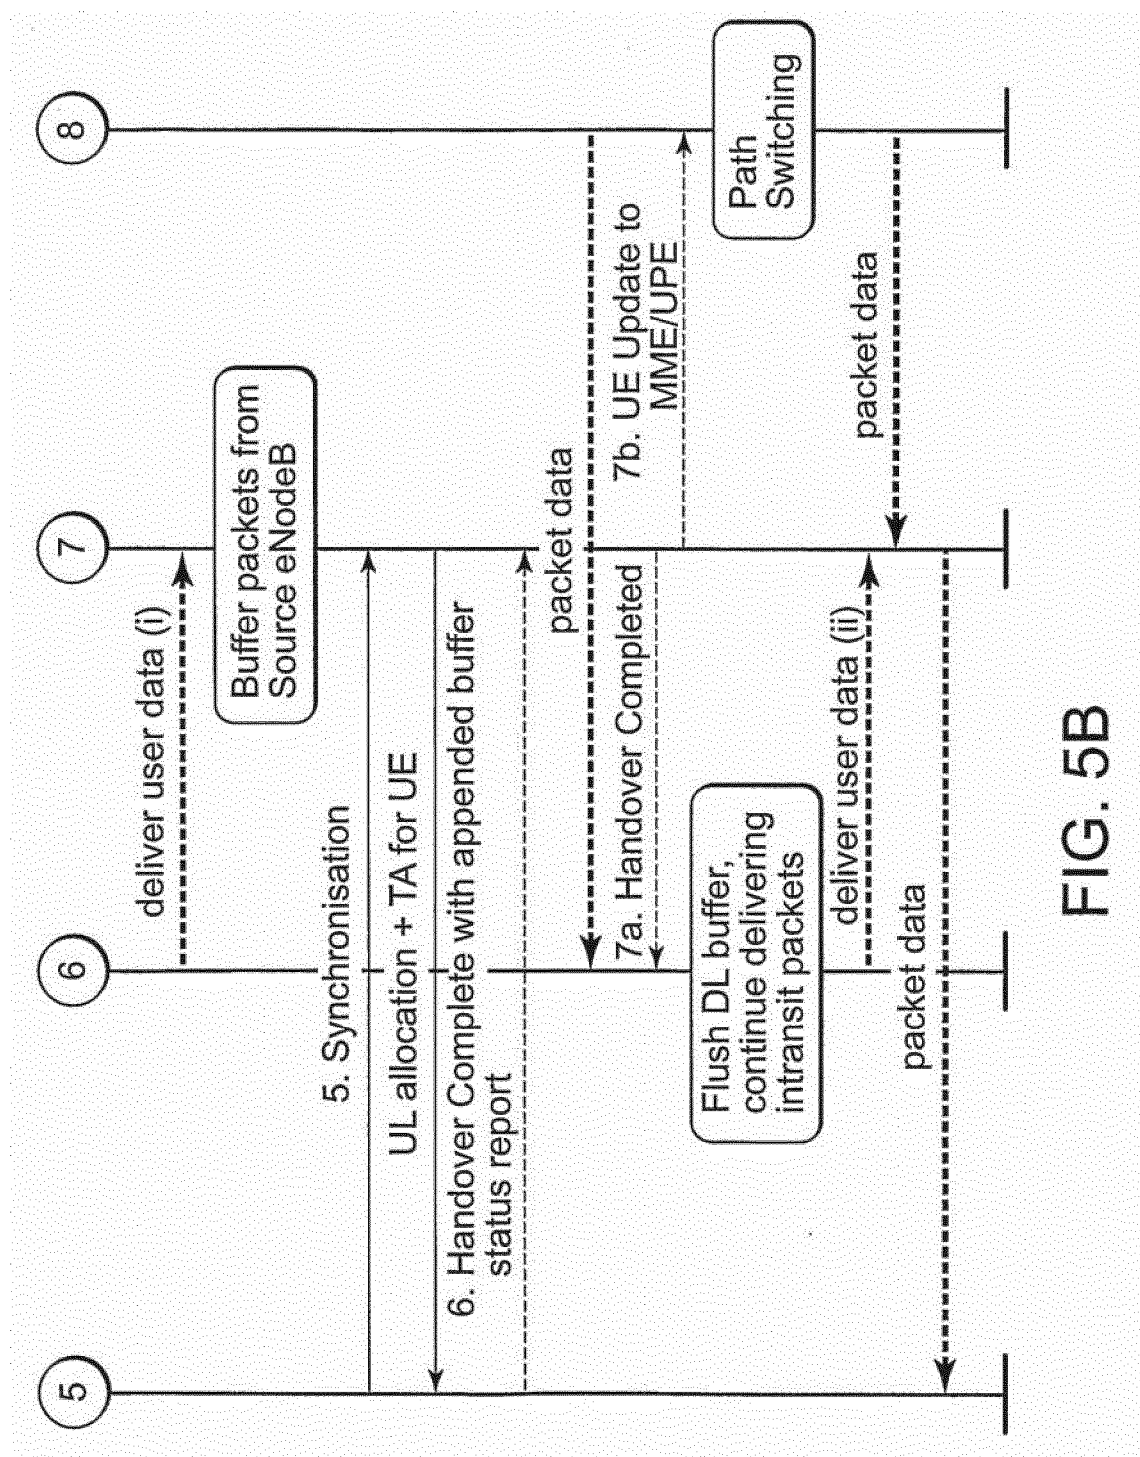 5
6
7
8
deliver user data (i)
Buffer packets from
Source eNodeB
5. Synchronisation
UL allocation + TA for UE
6. Handover Complete with appended buffer
status report
packet data
7a. Handover Completed
7b. UE Update to
MME/UPE
Flush DL buffer,
continue delivering
intransit packets
Path
Switching
deliver user data (ii)
packet data
packet data
FIG. 5B